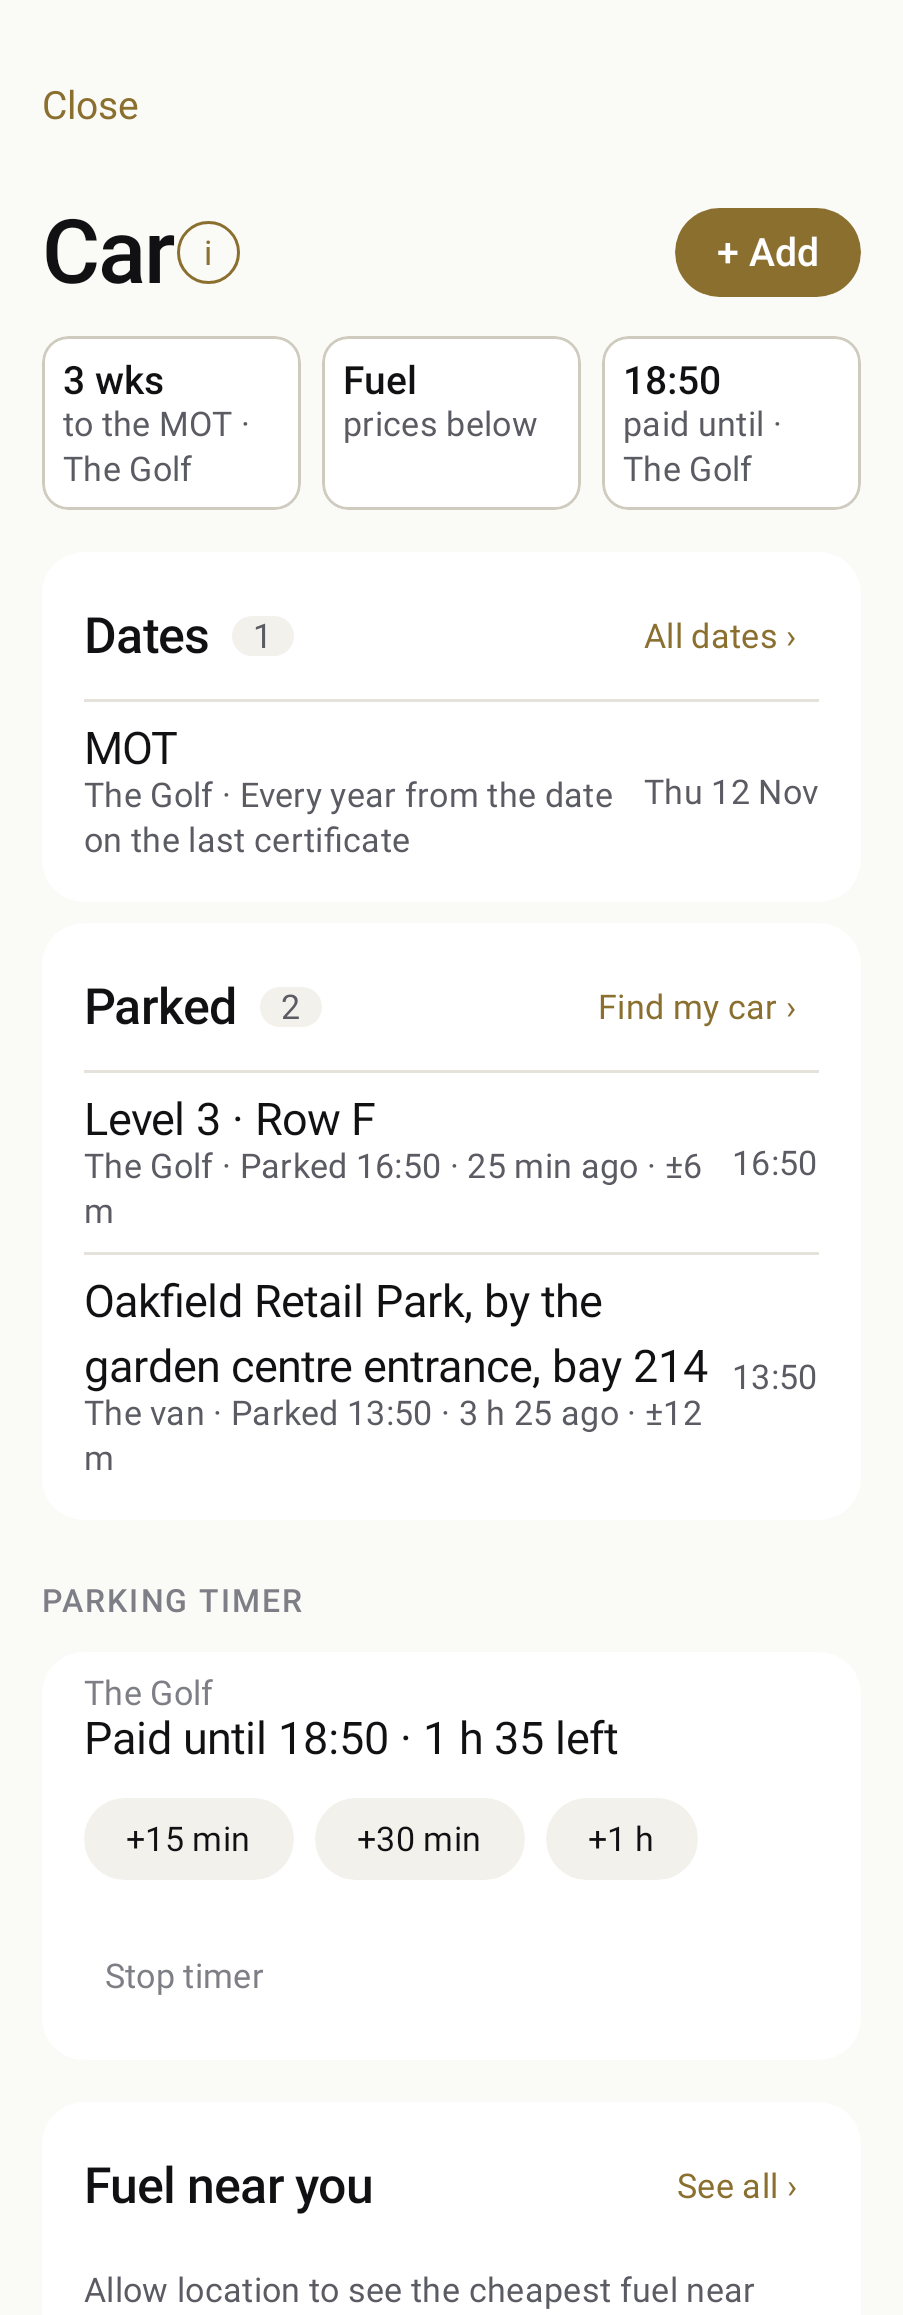 Close
Car i
+ Add
3 wks
to the MOT ·
The Golf
Fuel
prices below
18:50
paid until ·
The Golf
Dates 1
All dates ›
MOT
The Golf · Every year from the date
on the last certificate
Thu 12 Nov
Parked 2
Find my car ›
Level 3 · Row F
The Golf · Parked 16:50 · 25 min ago · ±6
m
16:50
Oakfield Retail Park, by the
garden centre entrance, bay 214
The van · Parked 13:50 · 3 h 25 ago · ±12
m
13:50
PARKING TIMER
The Golf
Paid until 18:50 · 1 h 35 left
+15 min
+30 min
+1 h
Stop timer
Fuel near you
See all ›
Allow location to see the cheapest fuel near